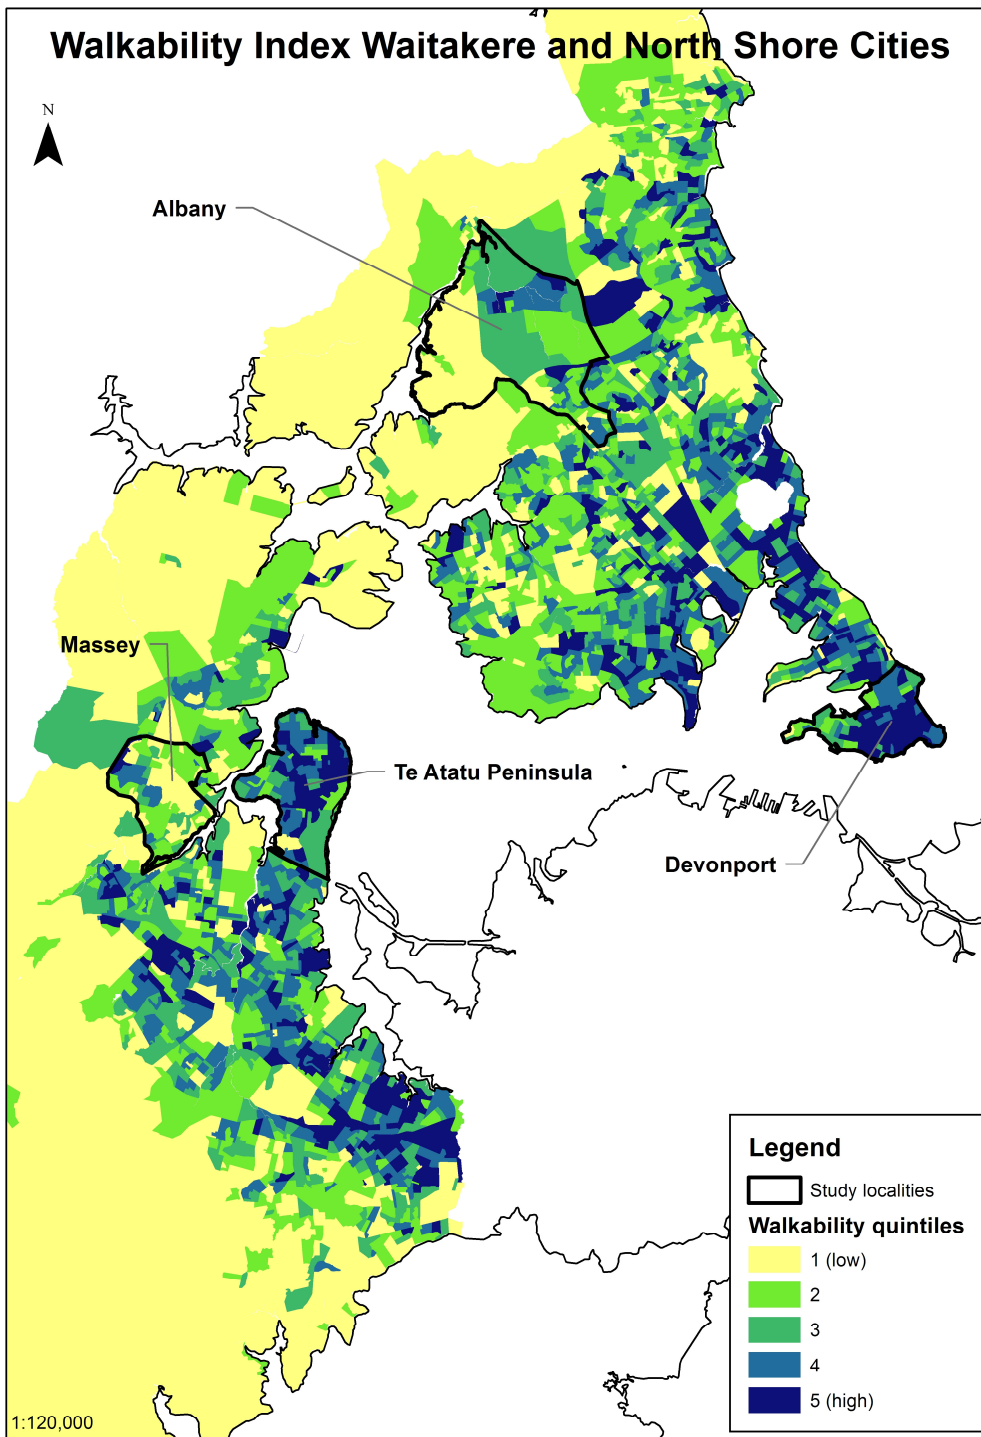 Walkability Index Waitakere and North Shore Cities
N
Albany
Massey
Te Atatu Peninsula
Devonport
Legend
Study localities
Walkability quintiles
1 (low)
2
3
4
5 (high)
1:120,000